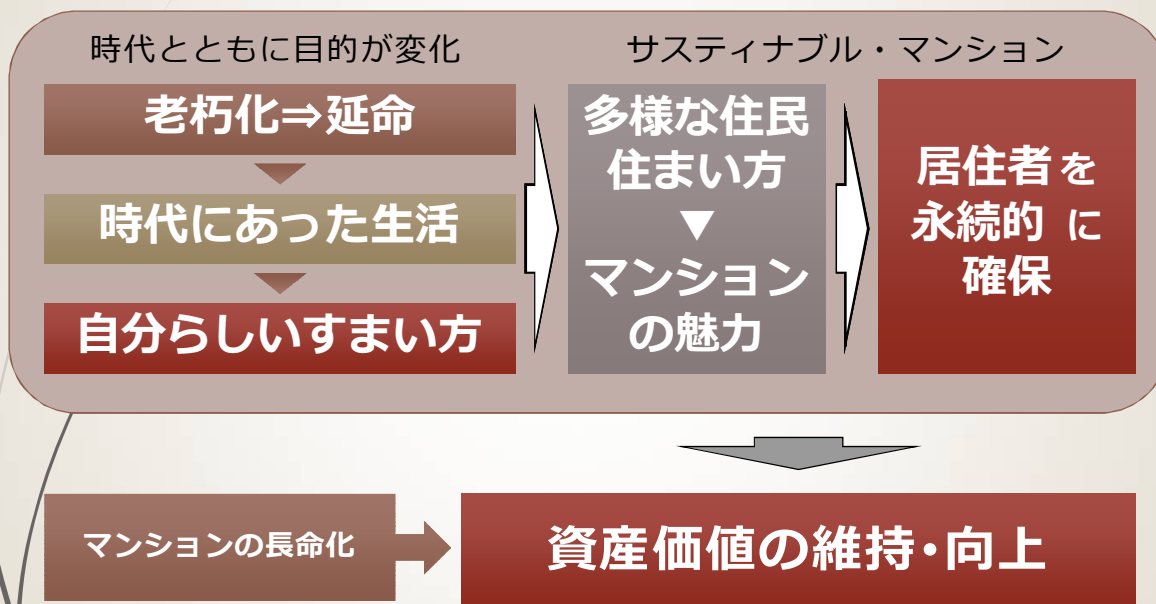 時代とともに目的が変化
老朽化⇒延命
時代にあった生活
自分らしいすまい方
サスティナブル・マンション
多様な住民
住まい方
▼
マンション
の魅力
居住者を
永続的に
確保
マンションの長命化
資産価値の維持・向上